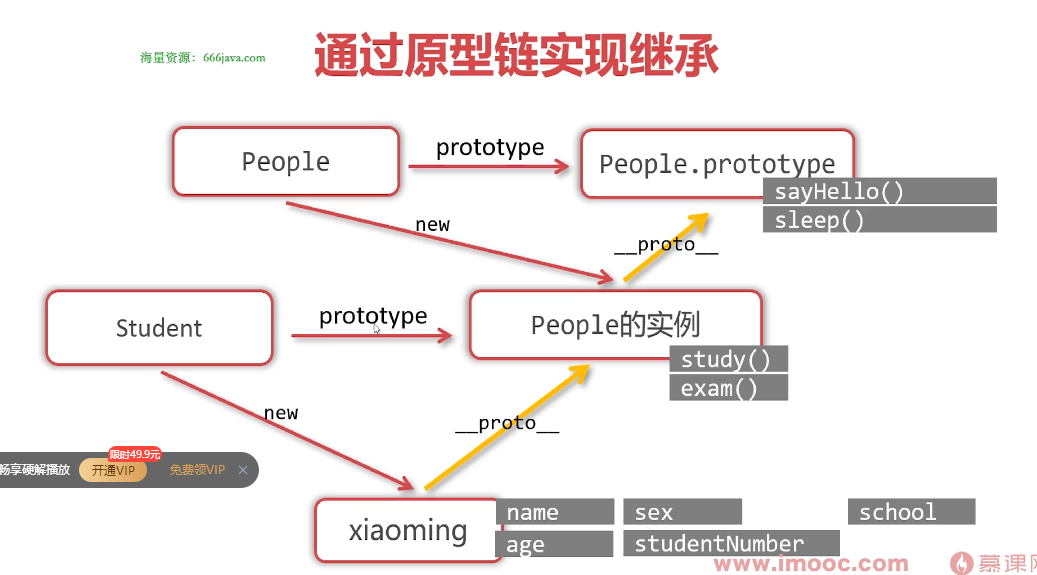 海量资源：666java.com
通过原型链实现继承
People
prototype
People.prototype
sayHello()
sleep()
new
__proto__
Student
prototype
People的实例
study()
exam()
new
__proto__
限时49.9元
畅享硬解播放 开通VIP 免费领VIP ×
xiaoming
name sex school
age studentNumber
www.imooc.com 慕课网